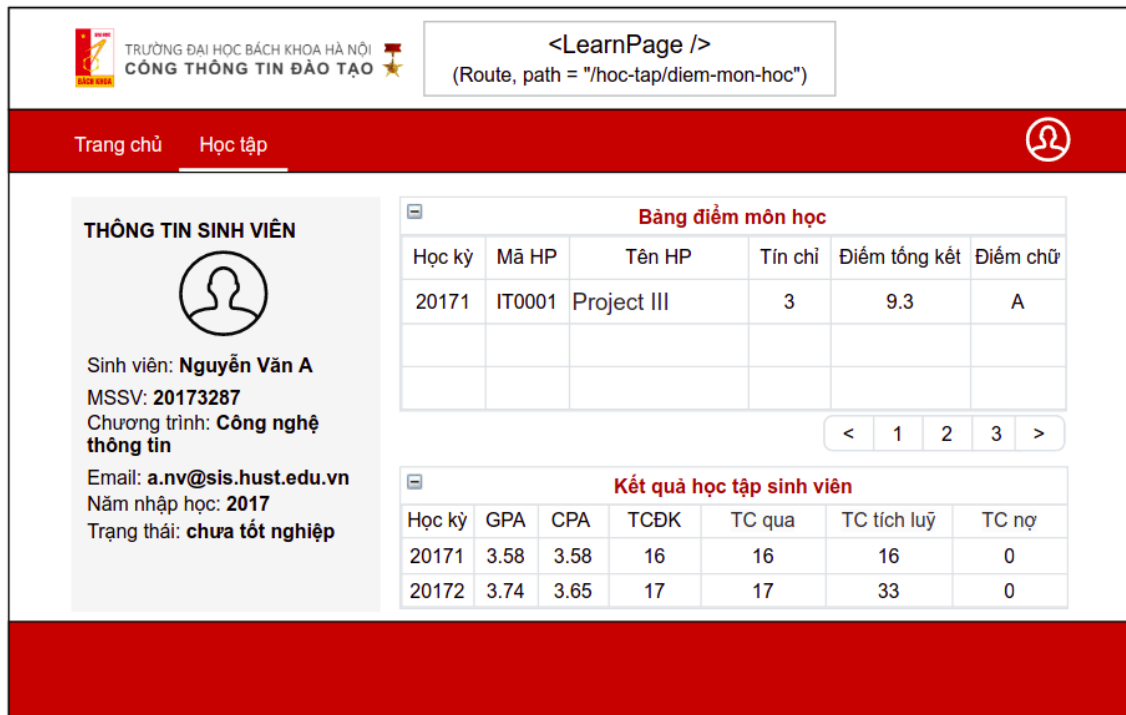 TRƯỜNG ĐẠI HỌC BÁCH KHOA HÀ NỘI
CỔNG THÔNG TIN ĐÀO TẠO
BÁCH KHOA
<LearnPage />
(Route, path = "/hoc-tap/diem-mon-hoc")
Trang chủ Học tập
THÔNG TIN SINH VIÊN
Sinh viên: Nguyễn Văn A
MSSV: 20173287
Chương trình: Công nghệ
thông tin
Email: a.nv@sis.hust.edu.vn
Năm nhập học: 2017
Trạng thái: chưa tốt nghiệp
Bảng điểm môn học
Học kỳ Mã HP Tên HP Tín chỉ Điểm tổng kết Điểm chữ
20171 IT0001 Project III 3 9.3 A
< 1 2 3 >
Kết quả học tập sinh viên
Học kỳ GPA CPA TCĐK TC qua TC tích luỹ TC nợ
20171 3.58 3.58 16 16 16 0
20172 3.74 3.65 17 17 33 0